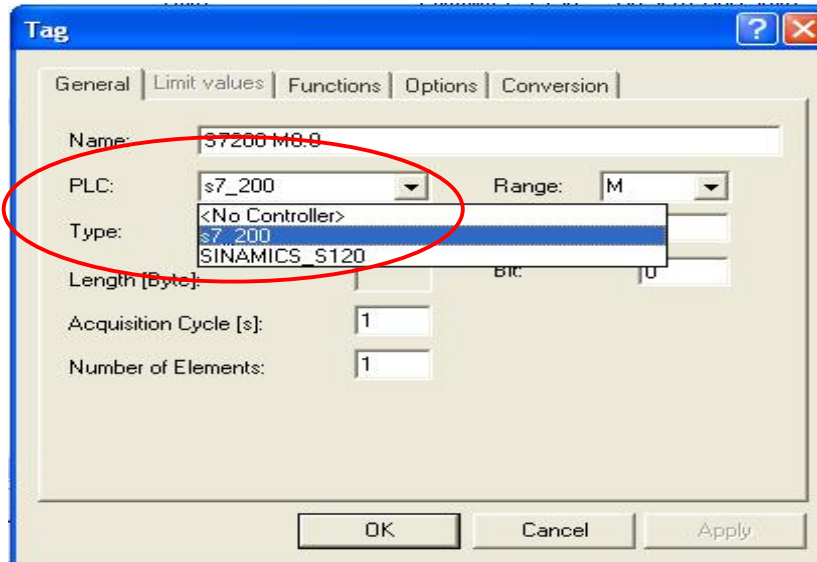 Tag
General Limit values Functions Options Conversion
Name: S7200 M0.0
PLC: s7_200 Range: M
<No Controller>
Type: s7_200
SINAMICS_S120
Length [Byte]: Bit: 0
Acquisition Cycle [s]: 1
Number of Elements: 1
OK Cancel Apply